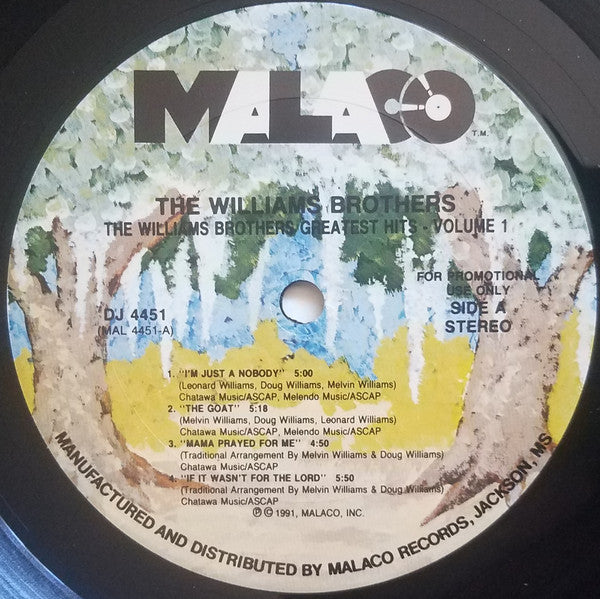 MALACO
T.M.
THE WILLIAMS BROTHERS
THE WILLIAMS BROTHERS/GREATEST HITS - VOLUME 1
FOR PROMOTIONAL
USE ONLY
DJ 4451
(MAL 4451-A)
SIDE A
STEREO
1. "I'M JUST A NOBODY" 5:00
(Leonard Williams, Doug Williams, Melvin Williams)
Chatawa Music/ASCAP, Melendo Music/ASCAP
2. "THE GOAT" 5:18
(Melvin Williams, Doug Williams, Leonard Williams)
Chatawa Music/ASCAP, Melendo Music/ASCAP
3. "MAMA PRAYED FOR ME" 4:50
(Traditional Arrangement By Melvin Williams & Doug Williams)
Chatawa Music/ASCAP
4. "IF IT WASN'T FOR THE LORD" 5:50
(Traditional Arrangement By Melvin Williams & Doug Williams)
Chatawa Music/ASCAP
℗ © 1991, MALACO, INC.
MANUFACTURED AND DISTRIBUTED BY MALACO RECORDS, JACKSON, MS